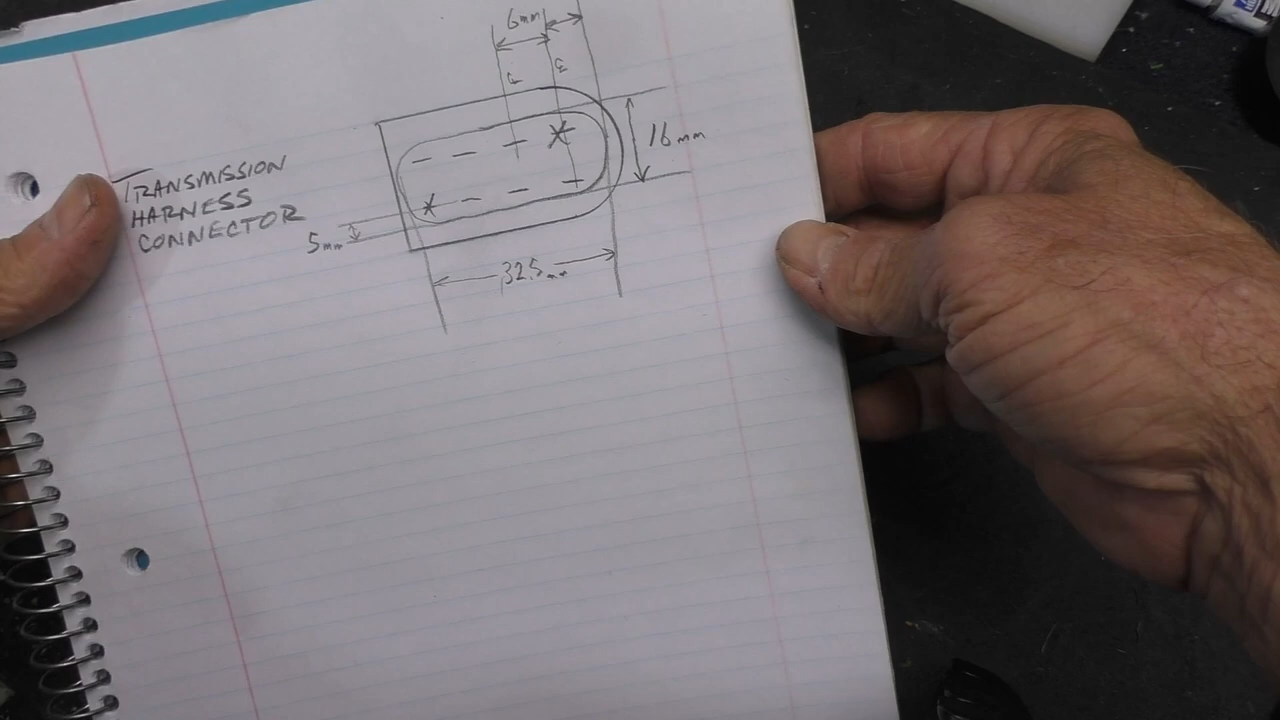 6mm
16mm
TRANSMISSION
HARNESS
CONNECTOR
5mm
32.5mm